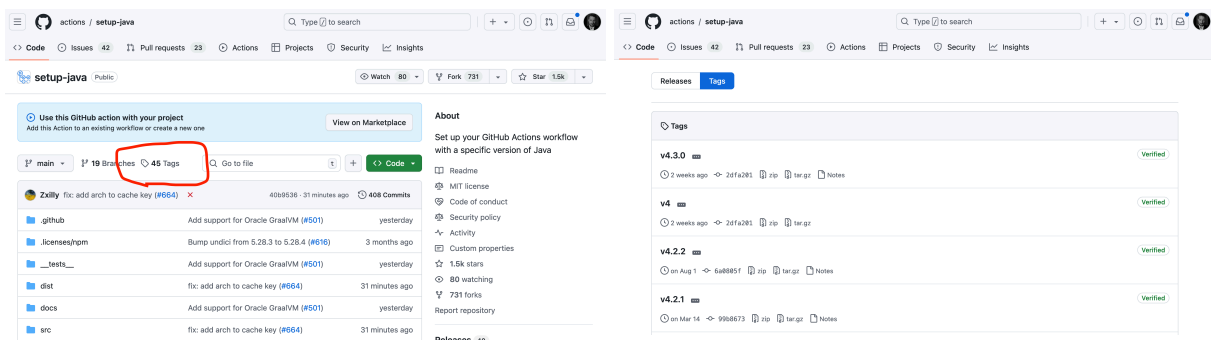 actions / setup-java
Type / to search
Code
Issues 42
Pull requests 23
Actions
Projects
Security
Insights
setup-java Public
Watch 80
Fork 731
Star 1.5k
Use this GitHub action with your project
Add this Action to an existing workflow or create a new one
View on Marketplace
main
19 Branches
45 Tags
Go to file
t
Code
Zxilly fix: add arch to cache key (#664)
40b9536 · 31 minutes ago
408 Commits
.github Add support for Oracle GraalVM (#501) yesterday
.licenses/npm Bump undici from 5.28.3 to 5.28.4 (#616) 3 months ago
__tests__ Add support for Oracle GraalVM (#501) yesterday
dist fix: add arch to cache key (#664) 31 minutes ago
docs Add support for Oracle GraalVM (#501) yesterday
src fix: add arch to cache key (#664) 31 minutes ago
About
Set up your GitHub Actions workflow
with a specific version of Java
Readme
MIT license
Code of conduct
Security policy
Activity
Custom properties
1.5k stars
80 watching
731 forks
Report repository
Releases
actions / setup-java
Type / to search
Code
Issues 42
Pull requests 23
Actions
Projects
Security
Insights
Releases Tags
Tags
v4.3.0 Verified
2 weeks ago 2dfa201 zip tar.gz Notes
v4 Verified
2 weeks ago 2dfa201 zip tar.gz
v4.2.2 Verified
on Aug 1 6a0805f zip tar.gz Notes
v4.2.1 Verified
on Mar 14 99b8673 zip tar.gz Notes